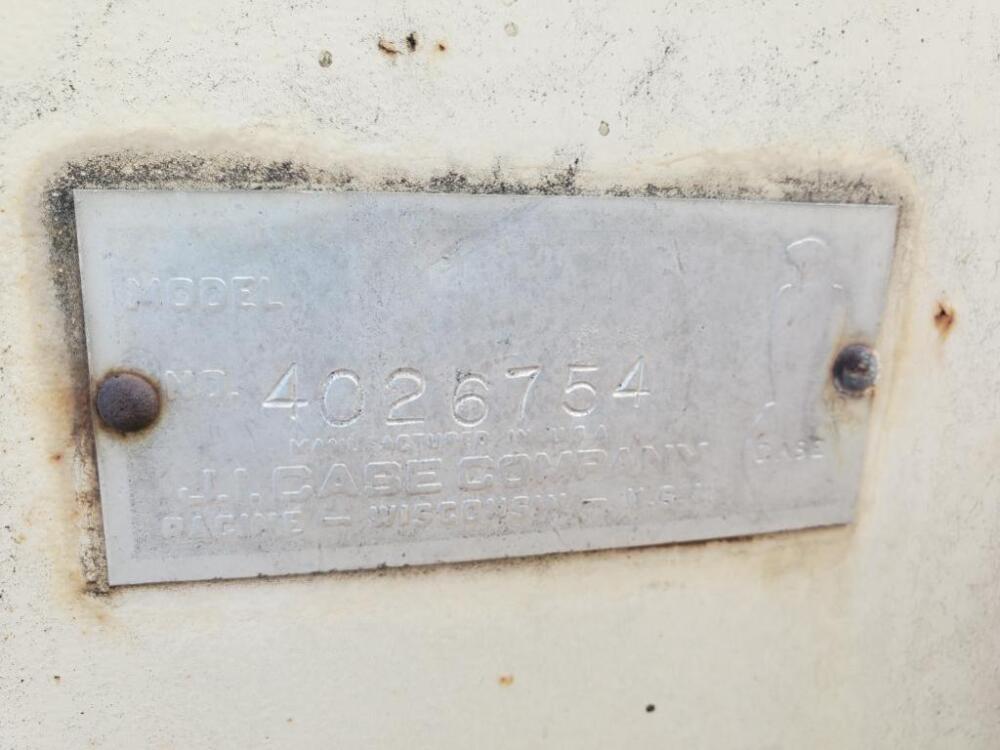 MODEL
NO. 4026754
MANUFACTURED IN U.S.A
J.I. CASE COMPANY
RACINE — WISCONSIN — U.S.A.
CASE